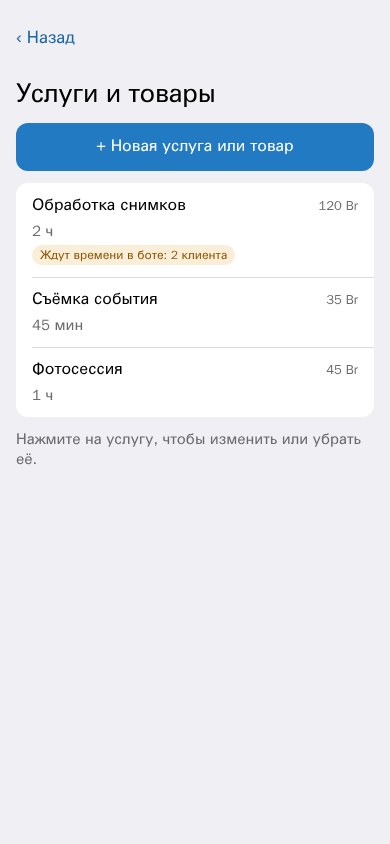 ‹ Назад
Услуги и товары
+ Новая услуга или товар
Обработка снимков 120 Br
2 ч
Ждут времени в боте: 2 клиента
Съёмка события 35 Br
45 мин
Фотосессия 45 Br
1 ч
Нажмите на услугу, чтобы изменить или убрать
её.